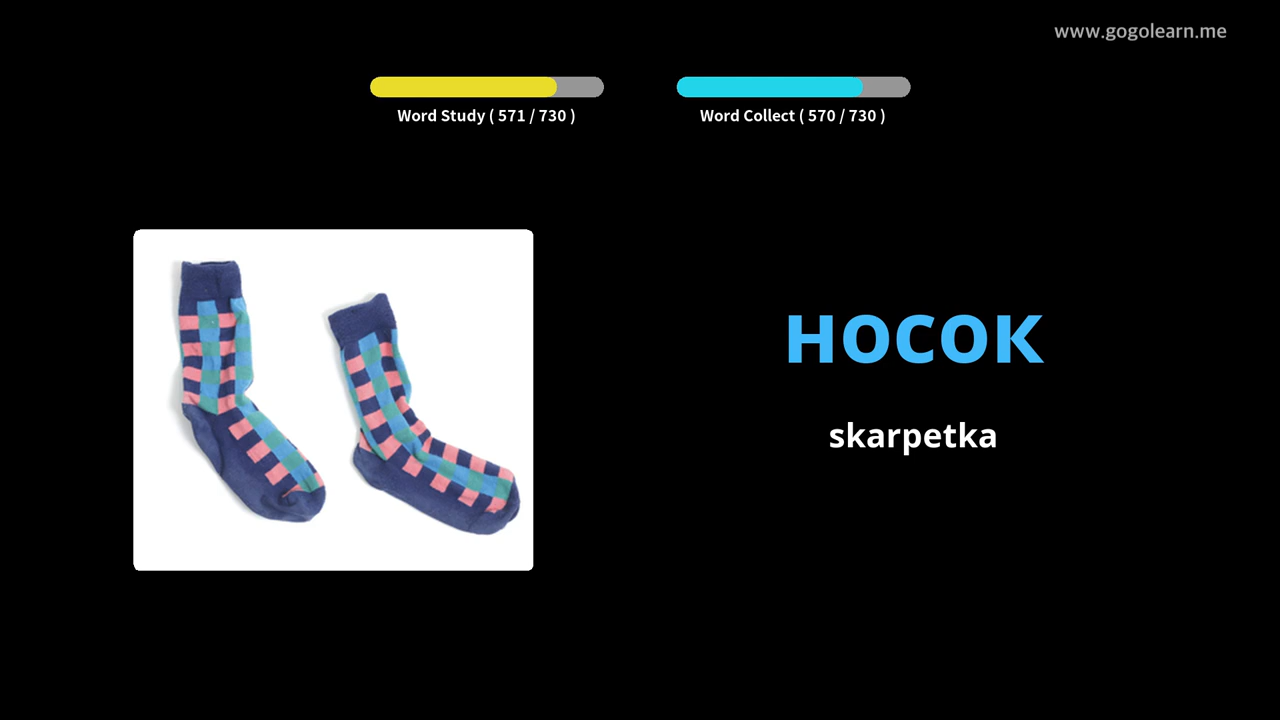 www.gogolearn.me
Word Study ( 571 / 730 )
Word Collect ( 570 / 730 )
НОСОК
skarpetka